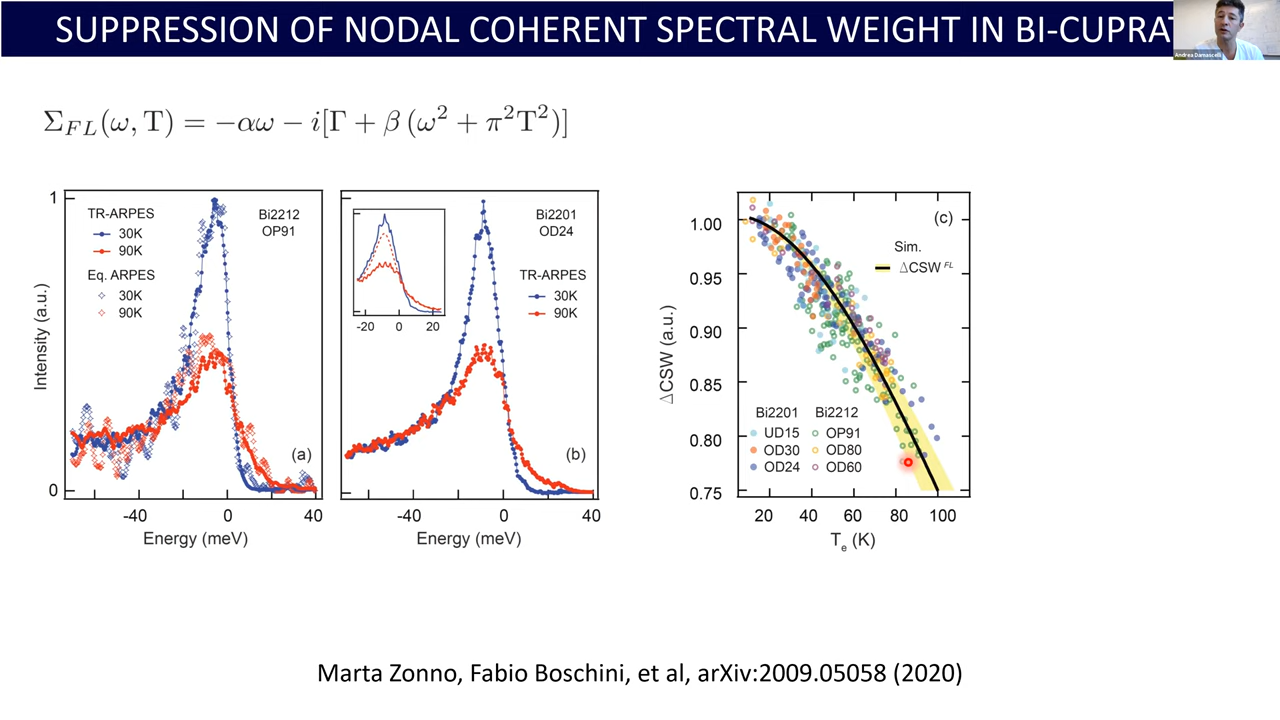 SUPPRESSION OF NODAL COHERENT SPECTRAL WEIGHT IN BI-CUPRAT
Andrea Damascelli
Σ_FL(ω,T) = −αω − i[Γ + β (ω² + π²T²)]
1
0
Intensity (a.u.)
TR-ARPES
30K
90K
Eq. ARPES
30K
90K
Bi2212
OP91
(a)
-40
0
40
Energy (meV)
-20
0
20
Bi2201
OD24
TR-ARPES
30K
90K
(b)
-40
0
40
Energy (meV)
1.00
0.95
0.90
0.85
0.80
0.75
ΔCSW (a.u.)
(c)
Sim.
ΔCSW FL
Bi2201 Bi2212
UD15 OP91
OD30 OD80
OD24 OD60
20 40 60 80 100
Te (K)
Marta Zonno, Fabio Boschini, et al, arXiv:2009.05058 (2020)